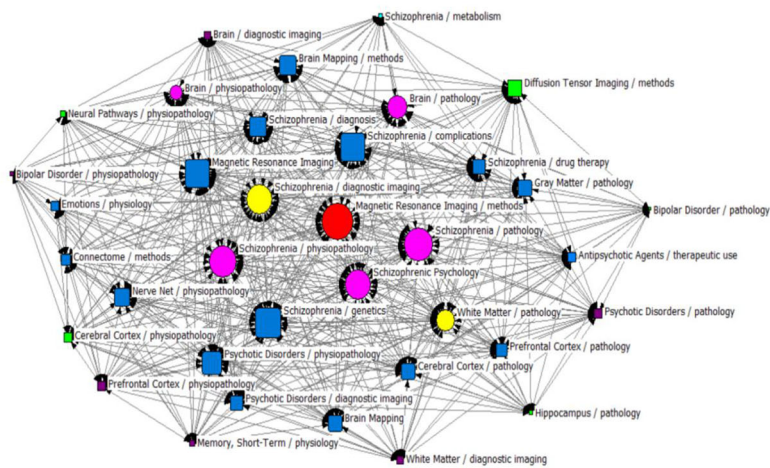 Schizophrenia / metabolism
Brain / diagnostic imaging
Brain Mapping / methods
Diffusion Tensor Imaging / methods
Brain / physiopathology
Brain / pathology
Neural Pathways / physiopathology
Schizophrenia / diagnosis
Schizophrenia / complications
Magnetic Resonance Imaging
Schizophrenia / drug therapy
Bipolar Disorder / physiopathology
Schizophrenia / diagnostic imaging
Gray Matter / pathology
Emotions / physiology
Magnetic Resonance Imaging / methods
Bipolar Disorder / pathology
Schizophrenia / pathology
Schizophrenia / physiopathology
Connectome / methods
Antipsychotic Agents / therapeutic use
Schizophrenic Psychology
Nerve Net / physiopathology
Schizophrenia / genetics
White Matter / pathology
Psychotic Disorders / pathology
Cerebral Cortex / physiopathology
Prefrontal Cortex / pathology
Psychotic Disorders / physiopathology
Cerebral Cortex / pathology
Prefrontal Cortex / physiopathology
Psychotic Disorders / diagnostic imaging
Hippocampus / pathology
Brain Mapping
Memory, Short-Term / physiology
White Matter / diagnostic imaging